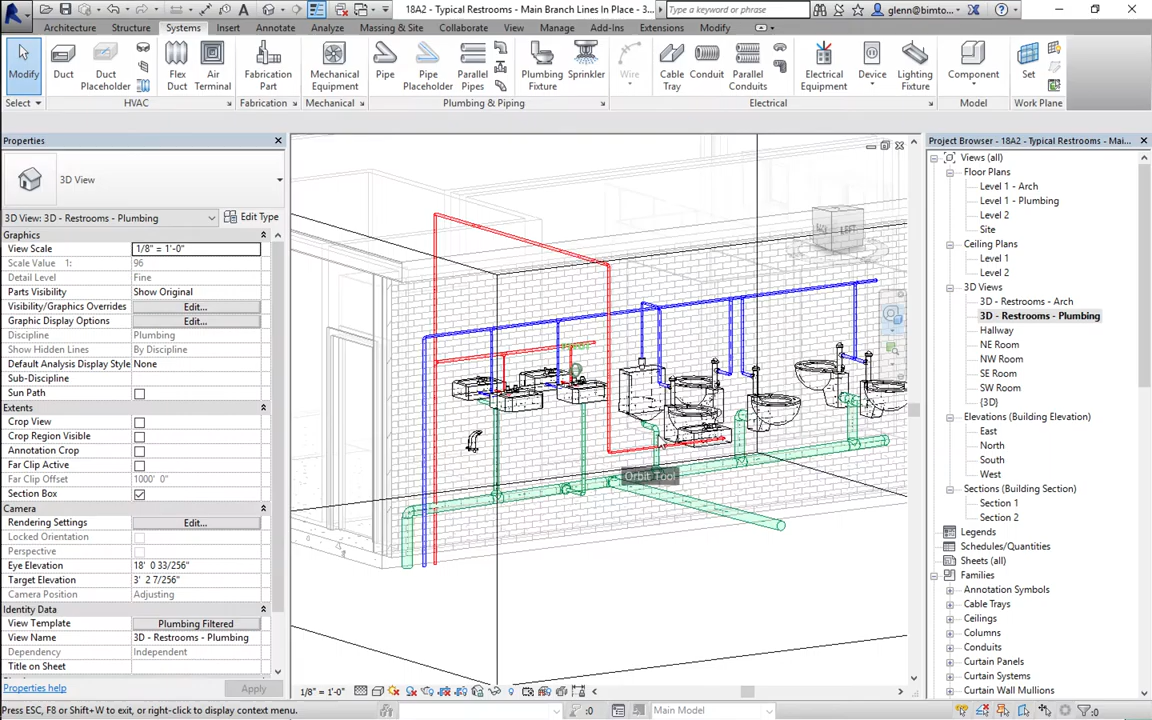 18A2 - Typical Restrooms - Main Branch Lines In Place - 3...
Type a keyword or phrase
glenn@bimto...
Architecture Structure Systems Insert Annotate Analyze Massing & Site Collaborate View Manage Add-Ins Extensions Modify
Modify
Duct
Duct
Placeholder
Flex
Duct
Air
Terminal
Fabrication
Part
Mechanical
Equipment
Pipe
Pipe
Placeholder
Parallel
Pipes
Plumbing
Fixture
Sprinkler
Wire
Cable
Tray
Conduit
Parallel
Conduits
Electrical
Equipment
Device
Lighting
Fixture
Component
Set
Select HVAC Fabrication Mechanical Plumbing & Piping Electrical Model Work Plane
Properties
3D View
3D View: 3D - Restrooms - Plumbing Edit Type
Graphics
View Scale 1/8" = 1'-0"
Scale Value 1: 96
Detail Level Fine
Parts Visibility Show Original
Visibility/Graphics Overrides Edit...
Graphic Display Options Edit...
Discipline Plumbing
Show Hidden Lines By Discipline
Default Analysis Display Style None
Sub-Discipline
Sun Path
Extents
Crop View
Crop Region Visible
Annotation Crop
Far Clip Active
Far Clip Offset 1000' 0"
Section Box
Camera
Rendering Settings Edit...
Locked Orientation
Perspective
Eye Elevation 18' 0 33/256"
Target Elevation 3' 2 7/256"
Camera Position Adjusting
Identity Data
View Template Plumbing Filtered
View Name 3D - Restrooms - Plumbing
Dependency Independent
Title on Sheet
Properties help Apply
LEFT
Orbit Tool
1/8" = 1'-0"
Project Browser - 18A2 - Typical Restrooms - Mai...
Views (all)
Floor Plans
Level 1 - Arch
Level 1 - Plumbing
Level 2
Site
Ceiling Plans
Level 1
Level 2
3D Views
3D - Restrooms - Arch
3D - Restrooms - Plumbing
Hallway
NE Room
NW Room
SE Room
SW Room
{3D}
Elevations (Building Elevation)
East
North
South
West
Sections (Building Section)
Section 1
Section 2
Legends
Schedules/Quantities
Sheets (all)
Families
Annotation Symbols
Cable Trays
Ceilings
Columns
Conduits
Curtain Panels
Curtain Systems
Curtain Wall Mullions
Press ESC, F8 or Shift+W to exit, or right-click to display context menu.
:0
Main Model
:0